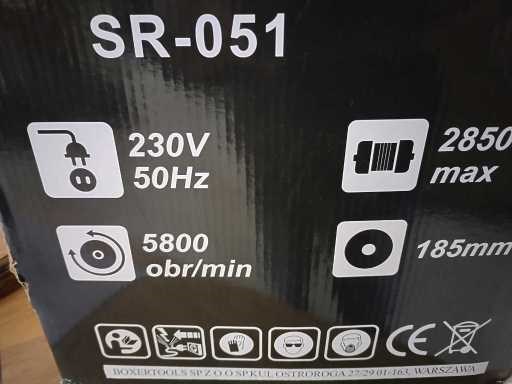 SR-051
230V
50Hz
2850
max
5800
obr/min
185mm
CE
BOXERTOOLS SP Z O O SP.KUL OSTROROGA 22/29 01-163, WARSZAWA